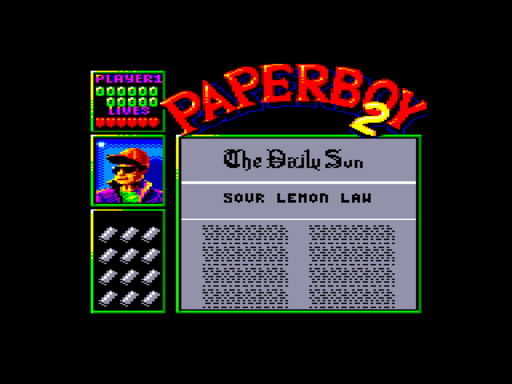 PLAYER1
LIVES
PAPERBOY
2
The Daily Sun
SOUR LEMON LAW